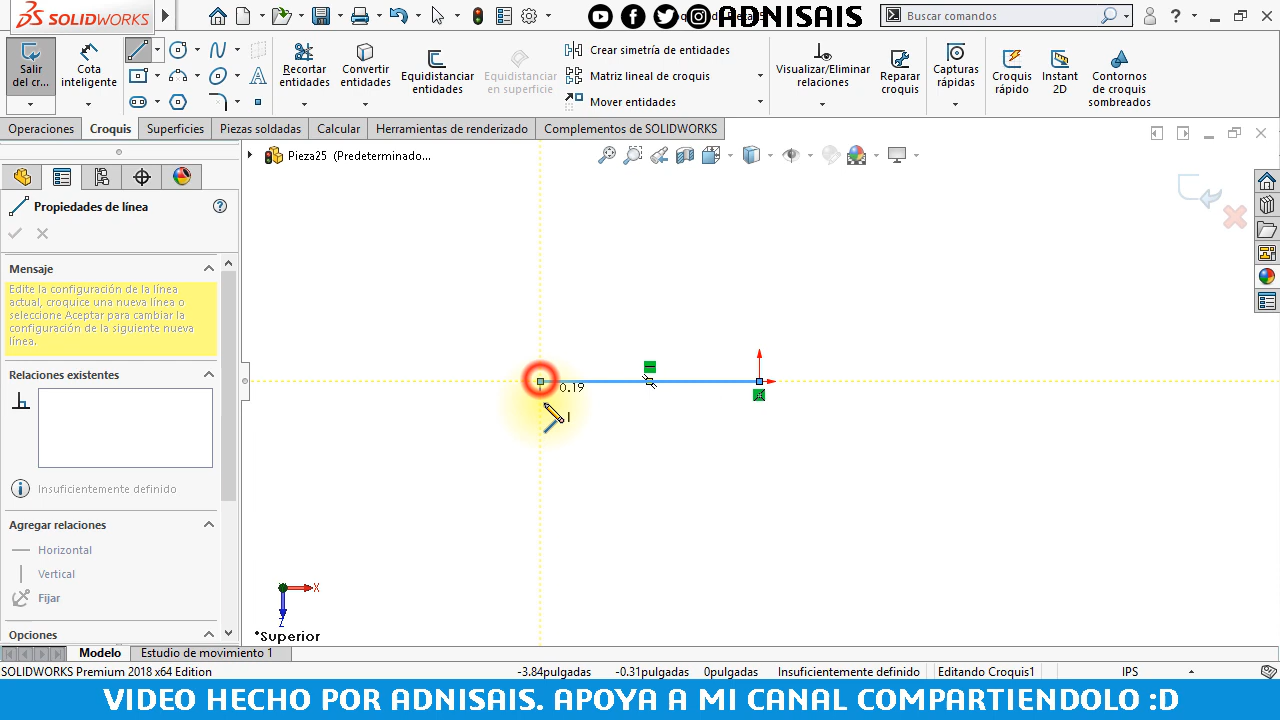 SOLIDWORKS
ADNISAIS
Buscar comandos
Salir del cr...
Cota inteligente
Recortar entidades
Convertir entidades
Equidistanciar entidades
Equidistanciar en superficie
Crear simetría de entidades
Matriz lineal de croquis
Mover entidades
Visualizar/Eliminar relaciones
Reparar croquis
Capturas rápidas
Croquis rápido
Instant 2D
Contornos de croquis sombreados
Operaciones
Croquis
Superficies
Piezas soldadas
Calcular
Herramientas de renderizado
Complementos de SOLIDWORKS
Pieza25 (Predeterminado...
Propiedades de línea
Mensaje
Edite la configuración de la línea
actual, croquice una nueva línea o
seleccione Aceptar para cambiar la
configuración de la siguiente nueva
línea.
Relaciones existentes
Insuficientemente definido
Agregar relaciones
Horizontal
Vertical
Fijar
Opciones
0.19
X
Z
*Superior
Modelo
Estudio de movimiento 1
SOLIDWORKS Premium 2018 x64 Edition
-3.84pulgadas
-0.31pulgadas
0pulgadas
Insuficientemente definido
Editando Croquis1
IPS
VIDEO HECHO POR ADNISAIS. APOYA A MI CANAL COMPARTIENDOLO :D